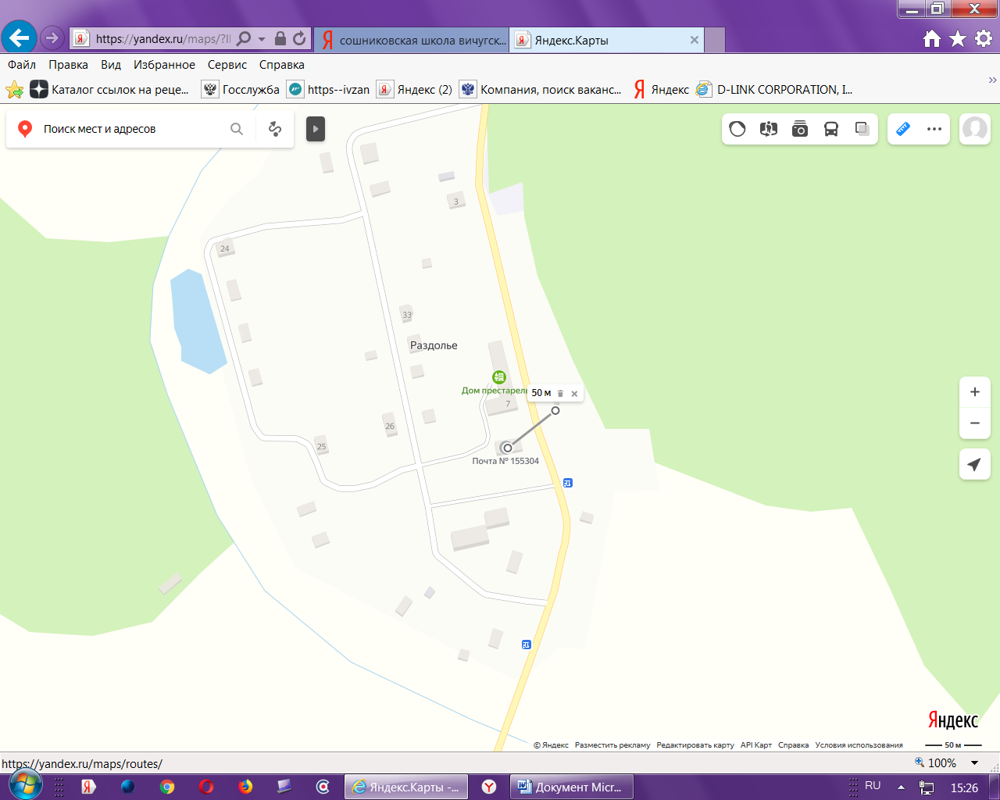 https://yandex.ru/maps/?ll
сошниковская школа вичугск...
Яндекс.Карты
Файл Правка Вид Избранное Сервис Справка
Каталог ссылок на реце...
Госслужба
https--ivzan
Яндекс (2)
Компания, поиск ваканс...
Яндекс
D-LINK CORPORATION, I...
Поиск мест и адресов
3
24
33
Раздолье
Дом престарель
50 м
7
26
25
Почта № 155304
+
−
Яндекс
© Яндекс Разместить рекламу Редактировать карту API Карт Справка Условия использования
50 м
https://yandex.ru/maps/routes/
100%
Яндекс.Карты -...
Документ Micr...
RU
15:26